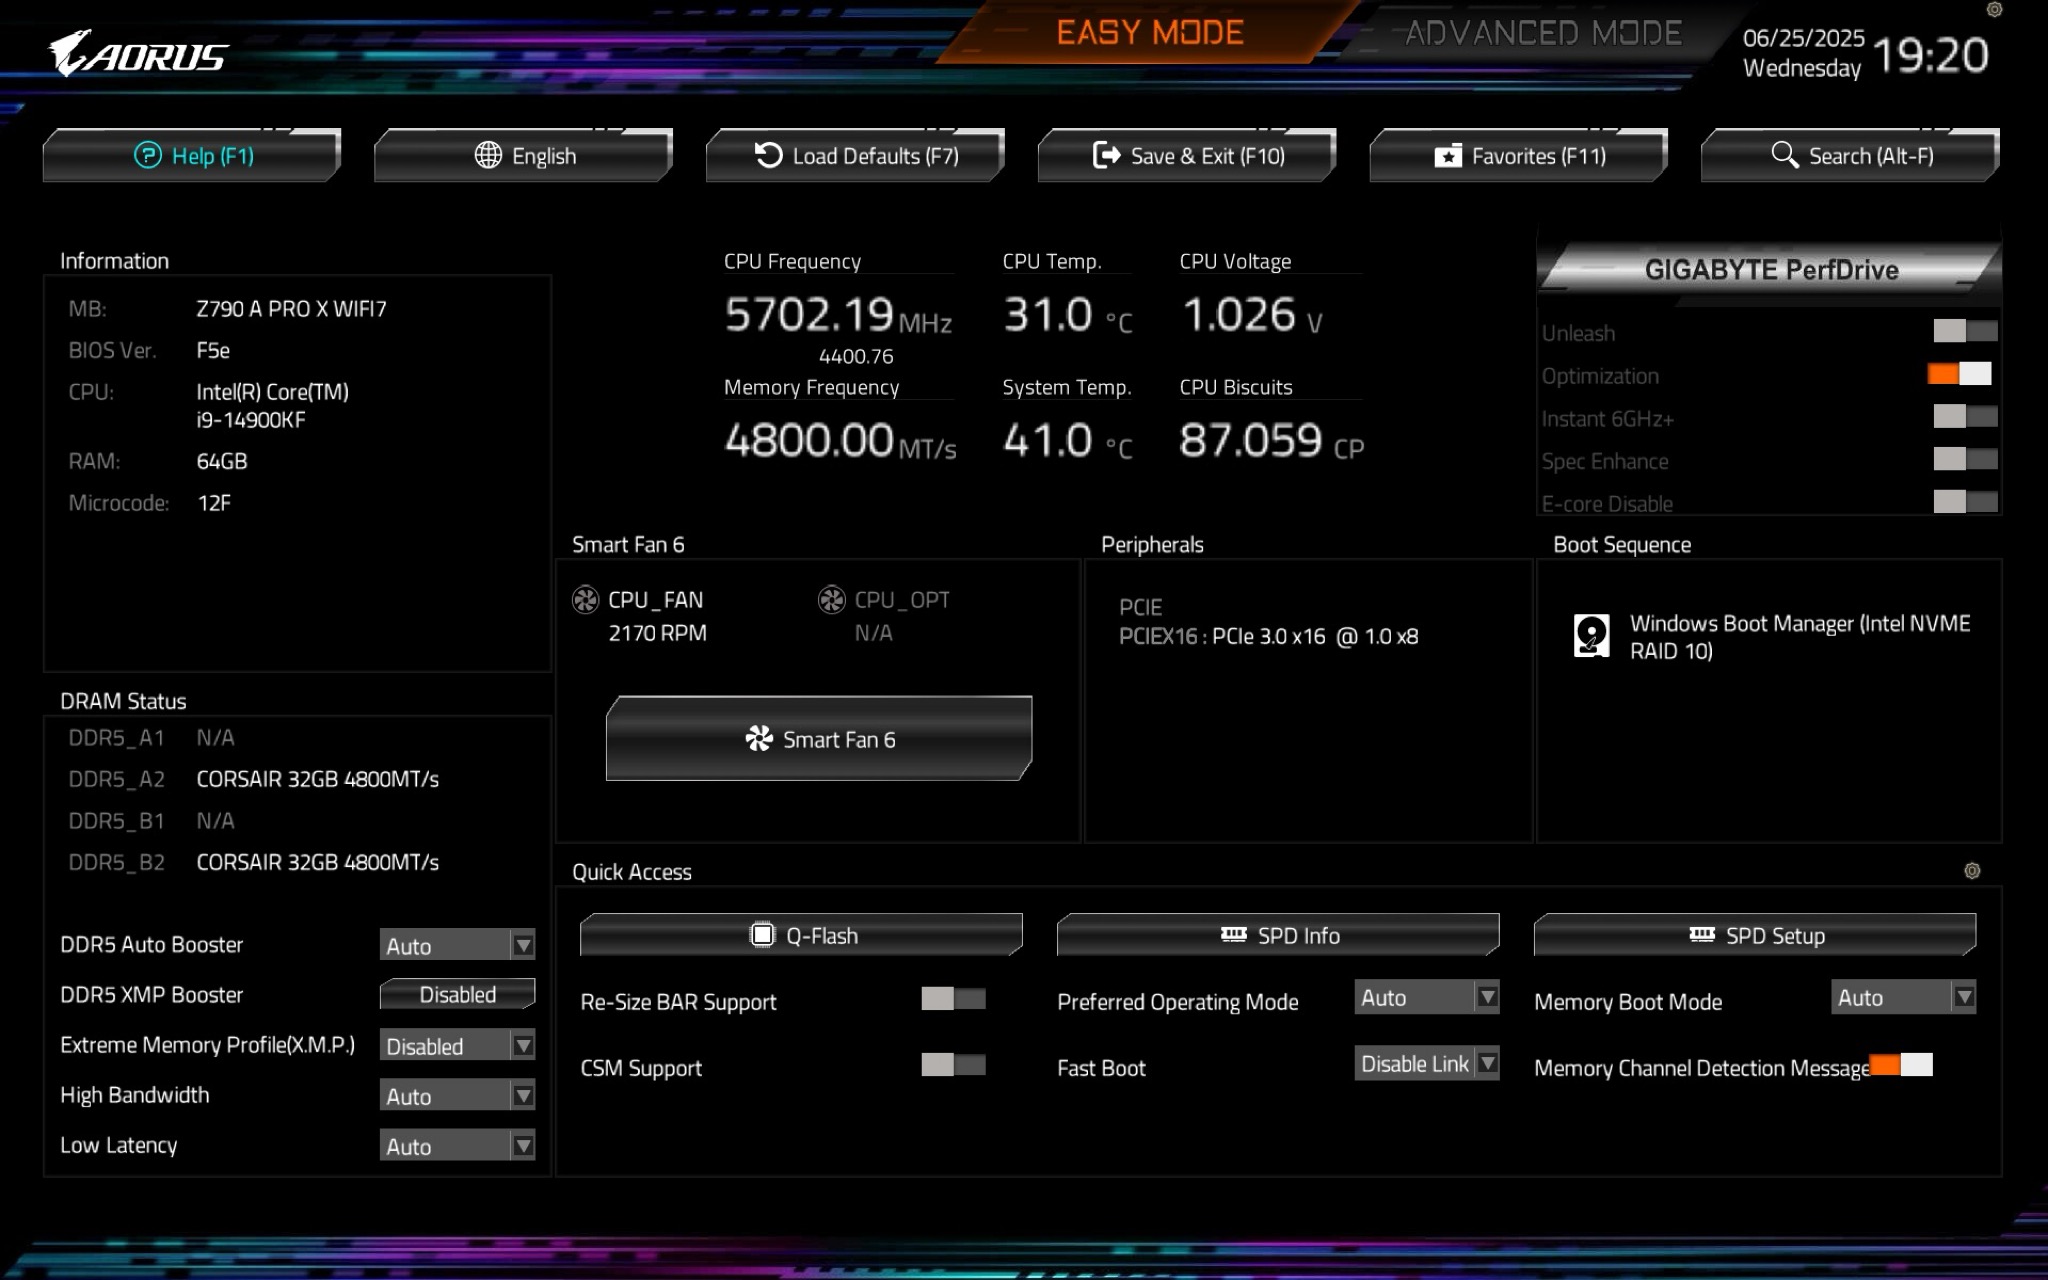 AORUS
EASY MODE
ADVANCED MODE
06/25/2025
Wednesday
19:20
Help (F1)
English
Load Defaults (F7)
Save & Exit (F10)
Favorites (F11)
Search (Alt-F)
Information
MB: Z790 A PRO X WIFI7
BIOS Ver. F5e
CPU: Intel(R) Core(TM)
i9-14900KF
RAM: 64GB
Microcode: 12F
CPU Frequency
5702.19 MHz
4400.76
CPU Temp.
31.0 °C
CPU Voltage
1.026 V
Memory Frequency
4800.00 MT/s
System Temp.
41.0 °C
CPU Biscuits
87.059 CP
GIGABYTE PerfDrive
Unleash
Optimization
Instant 6GHz+
Spec Enhance
E-core Disable
Smart Fan 6
CPU_FAN
2170 RPM
CPU_OPT
N/A
Smart Fan 6
Peripherals
PCIE
PCIEX16 : PCIe 3.0 x16 @ 1.0 x8
Boot Sequence
Windows Boot Manager (Intel NVME
RAID 10)
DRAM Status
DDR5_A1 N/A
DDR5_A2 CORSAIR 32GB 4800MT/s
DDR5_B1 N/A
DDR5_B2 CORSAIR 32GB 4800MT/s
DDR5 Auto Booster Auto
DDR5 XMP Booster Disabled
Extreme Memory Profile(X.M.P.) Disabled
High Bandwidth Auto
Low Latency Auto
Quick Access
Q-Flash
SPD Info
SPD Setup
Re-Size BAR Support
Preferred Operating Mode Auto
Memory Boot Mode Auto
CSM Support
Fast Boot Disable Link
Memory Channel Detection Message